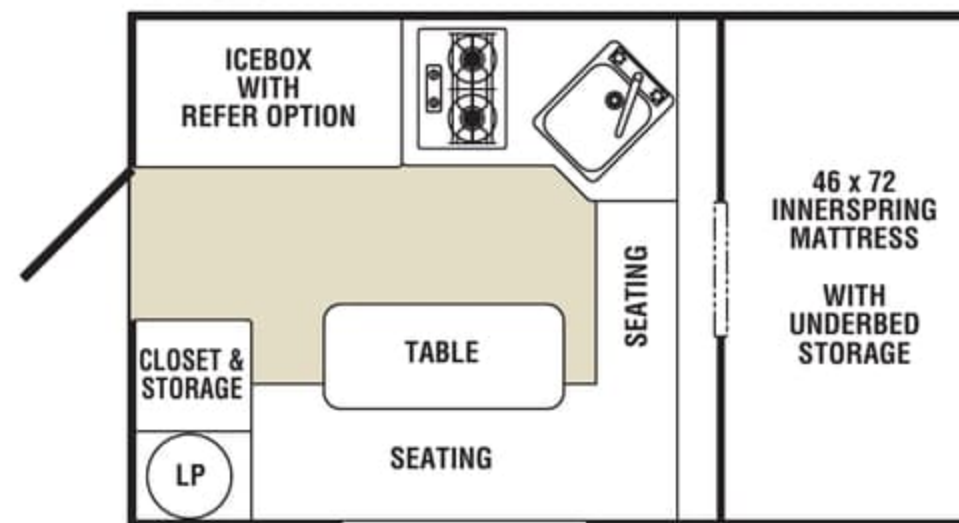 ICEBOX
WITH
REFER OPTION
46 x 72
INNERSPRING
MATTRESS
WITH
UNDERBED
STORAGE
SEATING
TABLE
CLOSET &
STORAGE
SEATING
LP